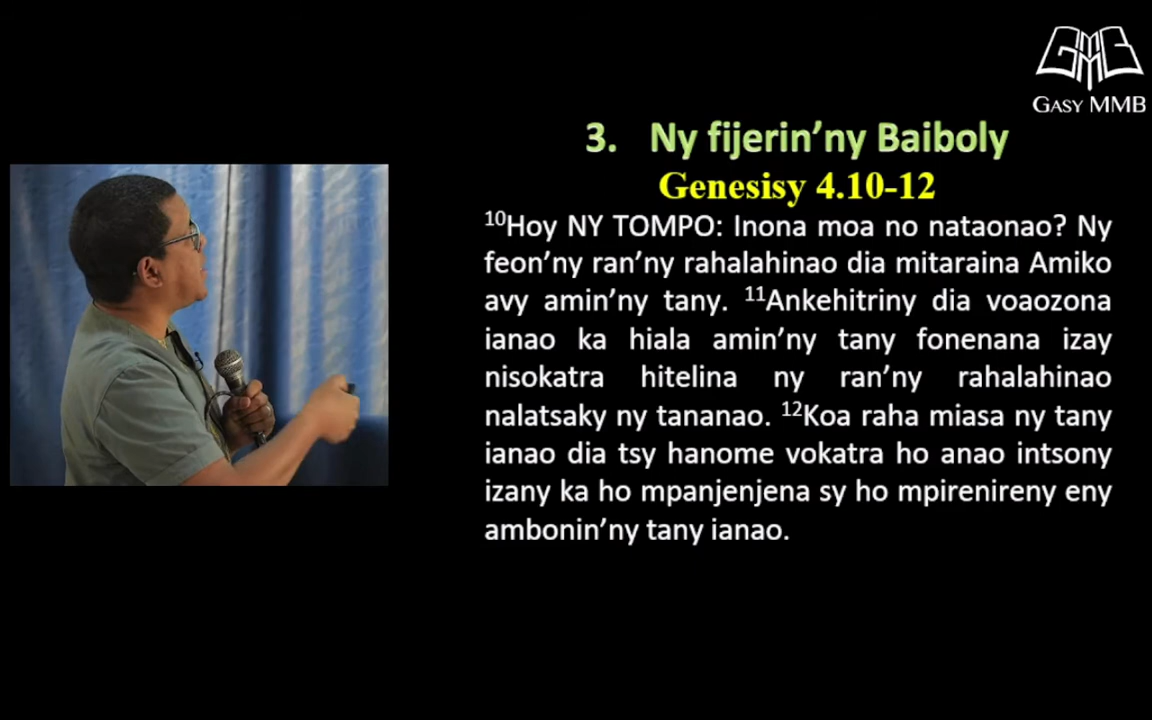 GMMB
GASY MMB
3. Ny fijerin’ny Baiboly
Genesisy 4.10-12
¹⁰Hoy NY TOMPO: Inona moa no nataonao? Ny
feon’ny ran’ny rahalahinao dia mitaraina Amiko
avy amin’ny tany. ¹¹Ankehitriny dia voaozona
ianao ka hiala amin’ny tany fonenana izay
nisokatra hitelina ny ran’ny rahalahinao
nalatsaky ny tananao. ¹²Koa raha miasa ny tany
ianao dia tsy hanome vokatra ho anao intsony
izany ka ho mpanjenjena sy ho mpirenireny eny
ambonin’ny tany ianao.